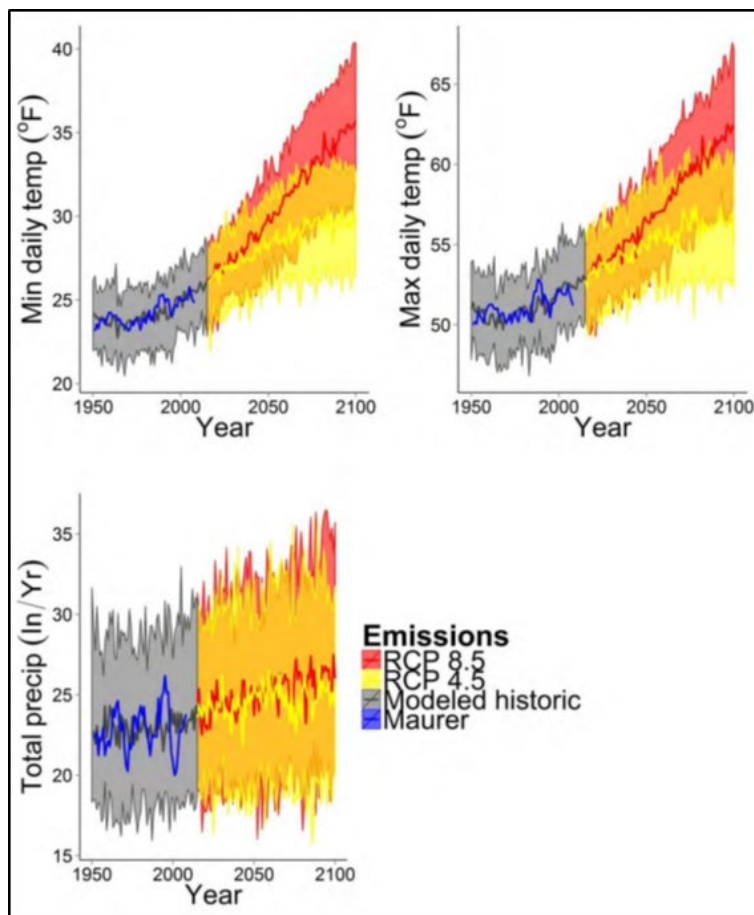 Min daily temp (°F)
40
35
30
25
20
1950 2000 2050 2100
Year
Max daily temp (°F)
65
60
55
50
1950 2000 2050 2100
Year
Total precip (In/Yr)
35
30
25
20
15
1950 2000 2050 2100
Year
Emissions
RCP 8.5
RCP 4.5
Modeled historic
Maurer